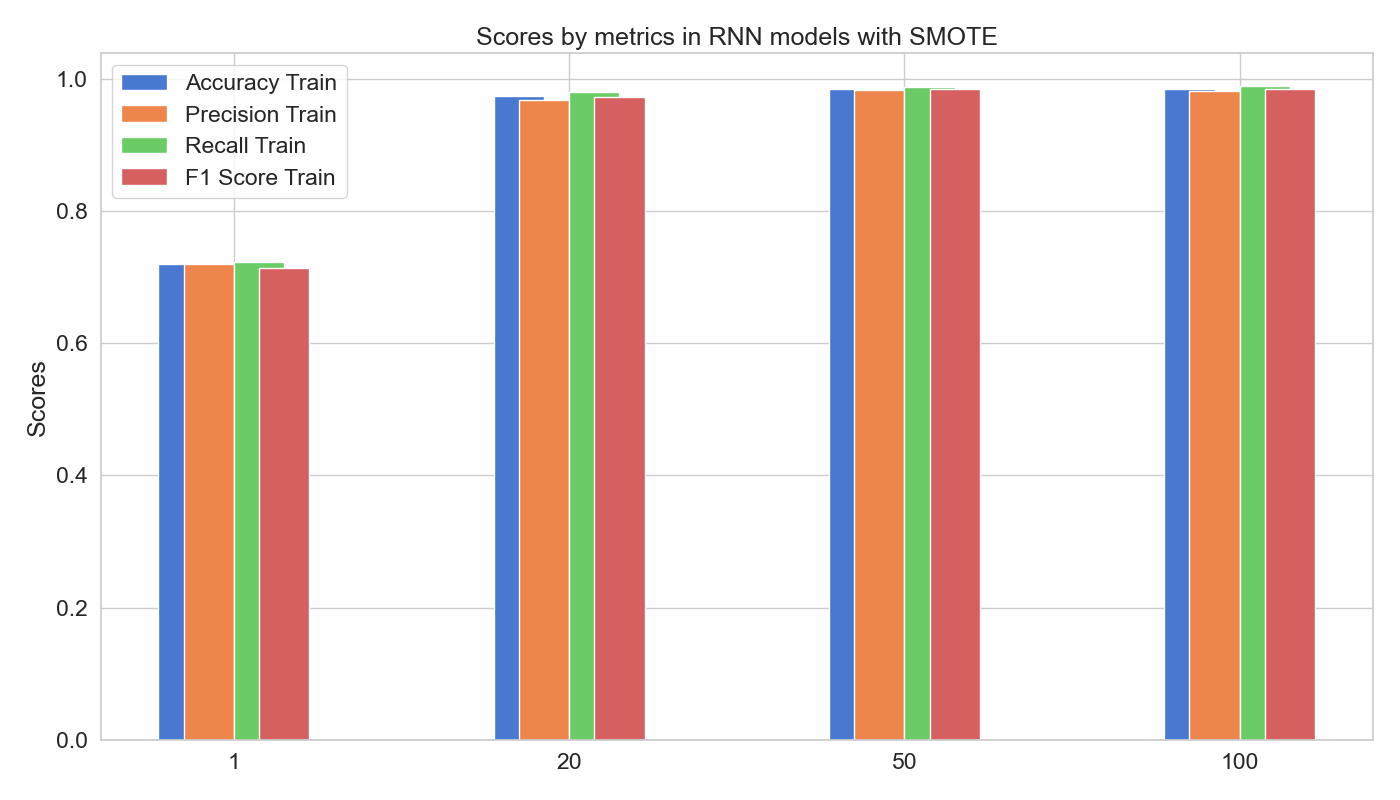 Scores by metrics in RNN models with SMOTE
Accuracy Train
Precision Train
Recall Train
F1 Score Train
Scores
1.0
0.8
0.6
0.4
0.2
0.0
1
20
50
100